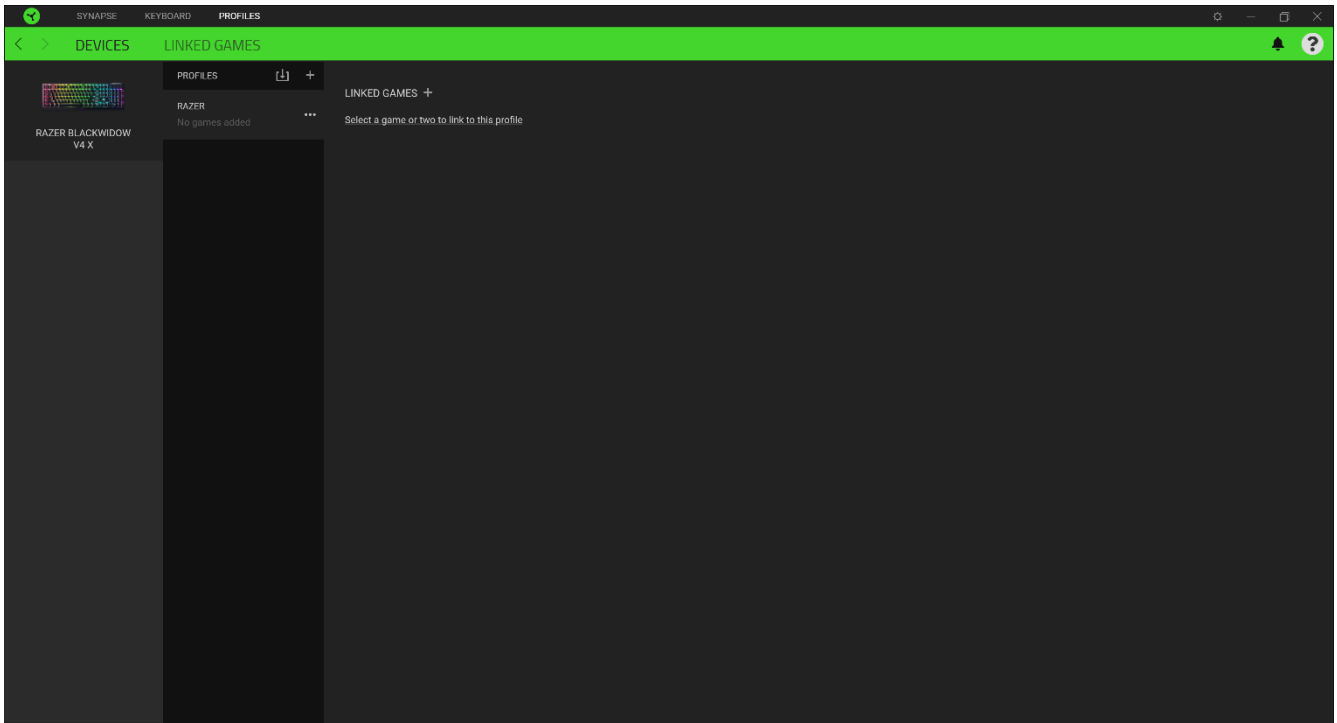 SYNAPSE KEYBOARD PROFILES
DEVICES LINKED GAMES
RAZER BLACKWIDOW
V4 X
PROFILES
RAZER
No games added
LINKED GAMES
Select a game or two to link to this profile